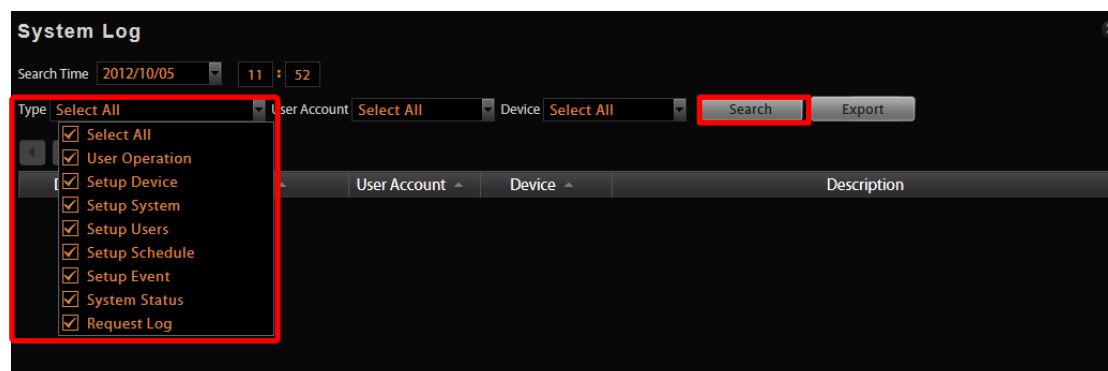 System Log
Search Time 2012/10/05 11 : 52
Type Select All User Account Select All Device Select All Search Export
Select All
User Operation
Setup Device
User Account Device Description
Setup System
Setup Users
Setup Schedule
Setup Event
System Status
Request Log